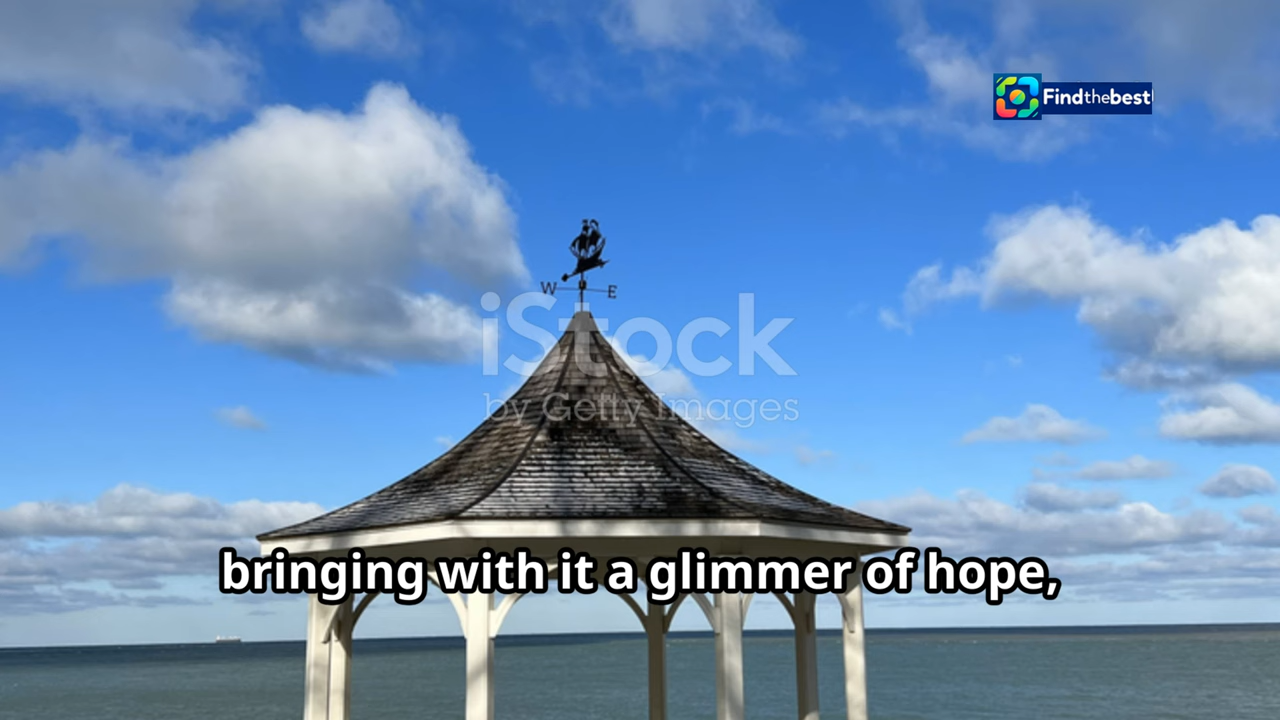 Findthebest!
W E
iStock
by Getty Images
bringing with it a glimmer of hope,